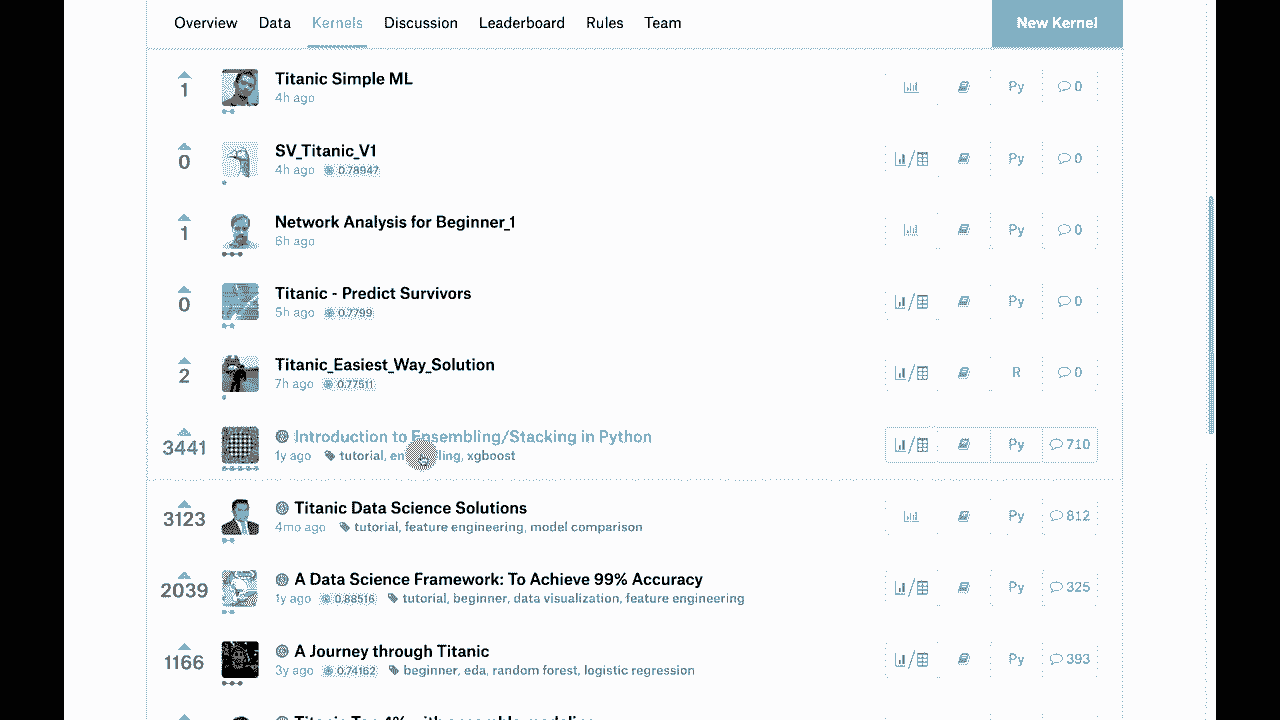 Overview Data Kernels Discussion Leaderboard Rules Team New Kernel
1 Titanic Simple ML Py 0
4h ago
0 SV_Titanic_V1 Py 0
4h ago 0.78947
1 Network Analysis for Beginner_1 Py 0
6h ago
0 Titanic - Predict Survivors Py 0
5h ago 0.7799
2 Titanic_Easiest_Way_Solution R 0
7h ago 0.77511
3441 Introduction to Ensembling/Stacking in Python Py 710
1y ago tutorial, xgboost
3123 Titanic Data Science Solutions Py 812
4mo ago tutorial, feature engineering, model comparison
2039 A Data Science Framework: To Achieve 99% Accuracy Py 325
1y ago 0.88516 tutorial, beginner, data visualization, feature engineering
1166 A Journey through Titanic Py 393
3y ago 0.74162 beginner, eda, random forest, logistic regression